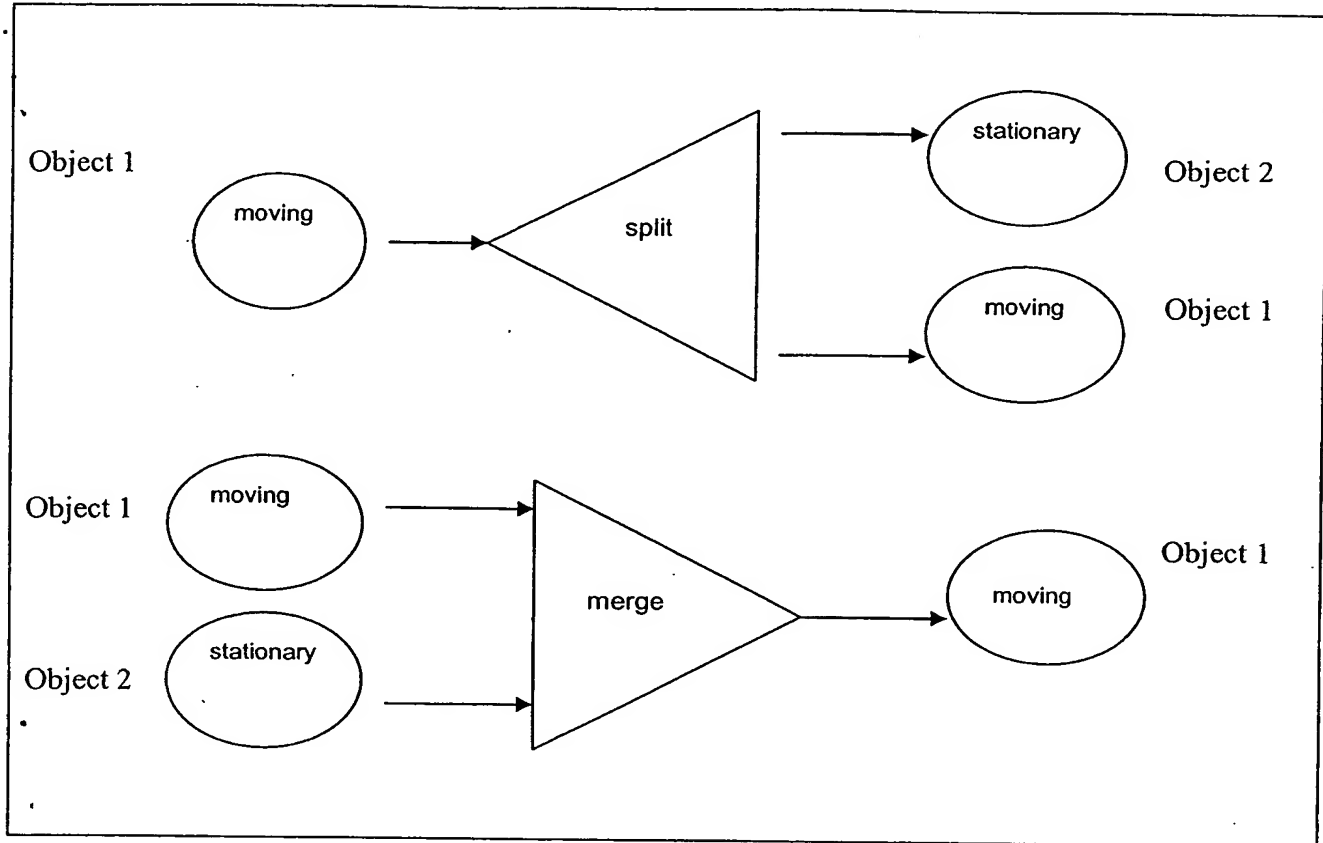 Object 1
moving
split
stationary
Object 2
moving
Object 1
Object 1
moving
Object 2
stationary
merge
moving
Object 1